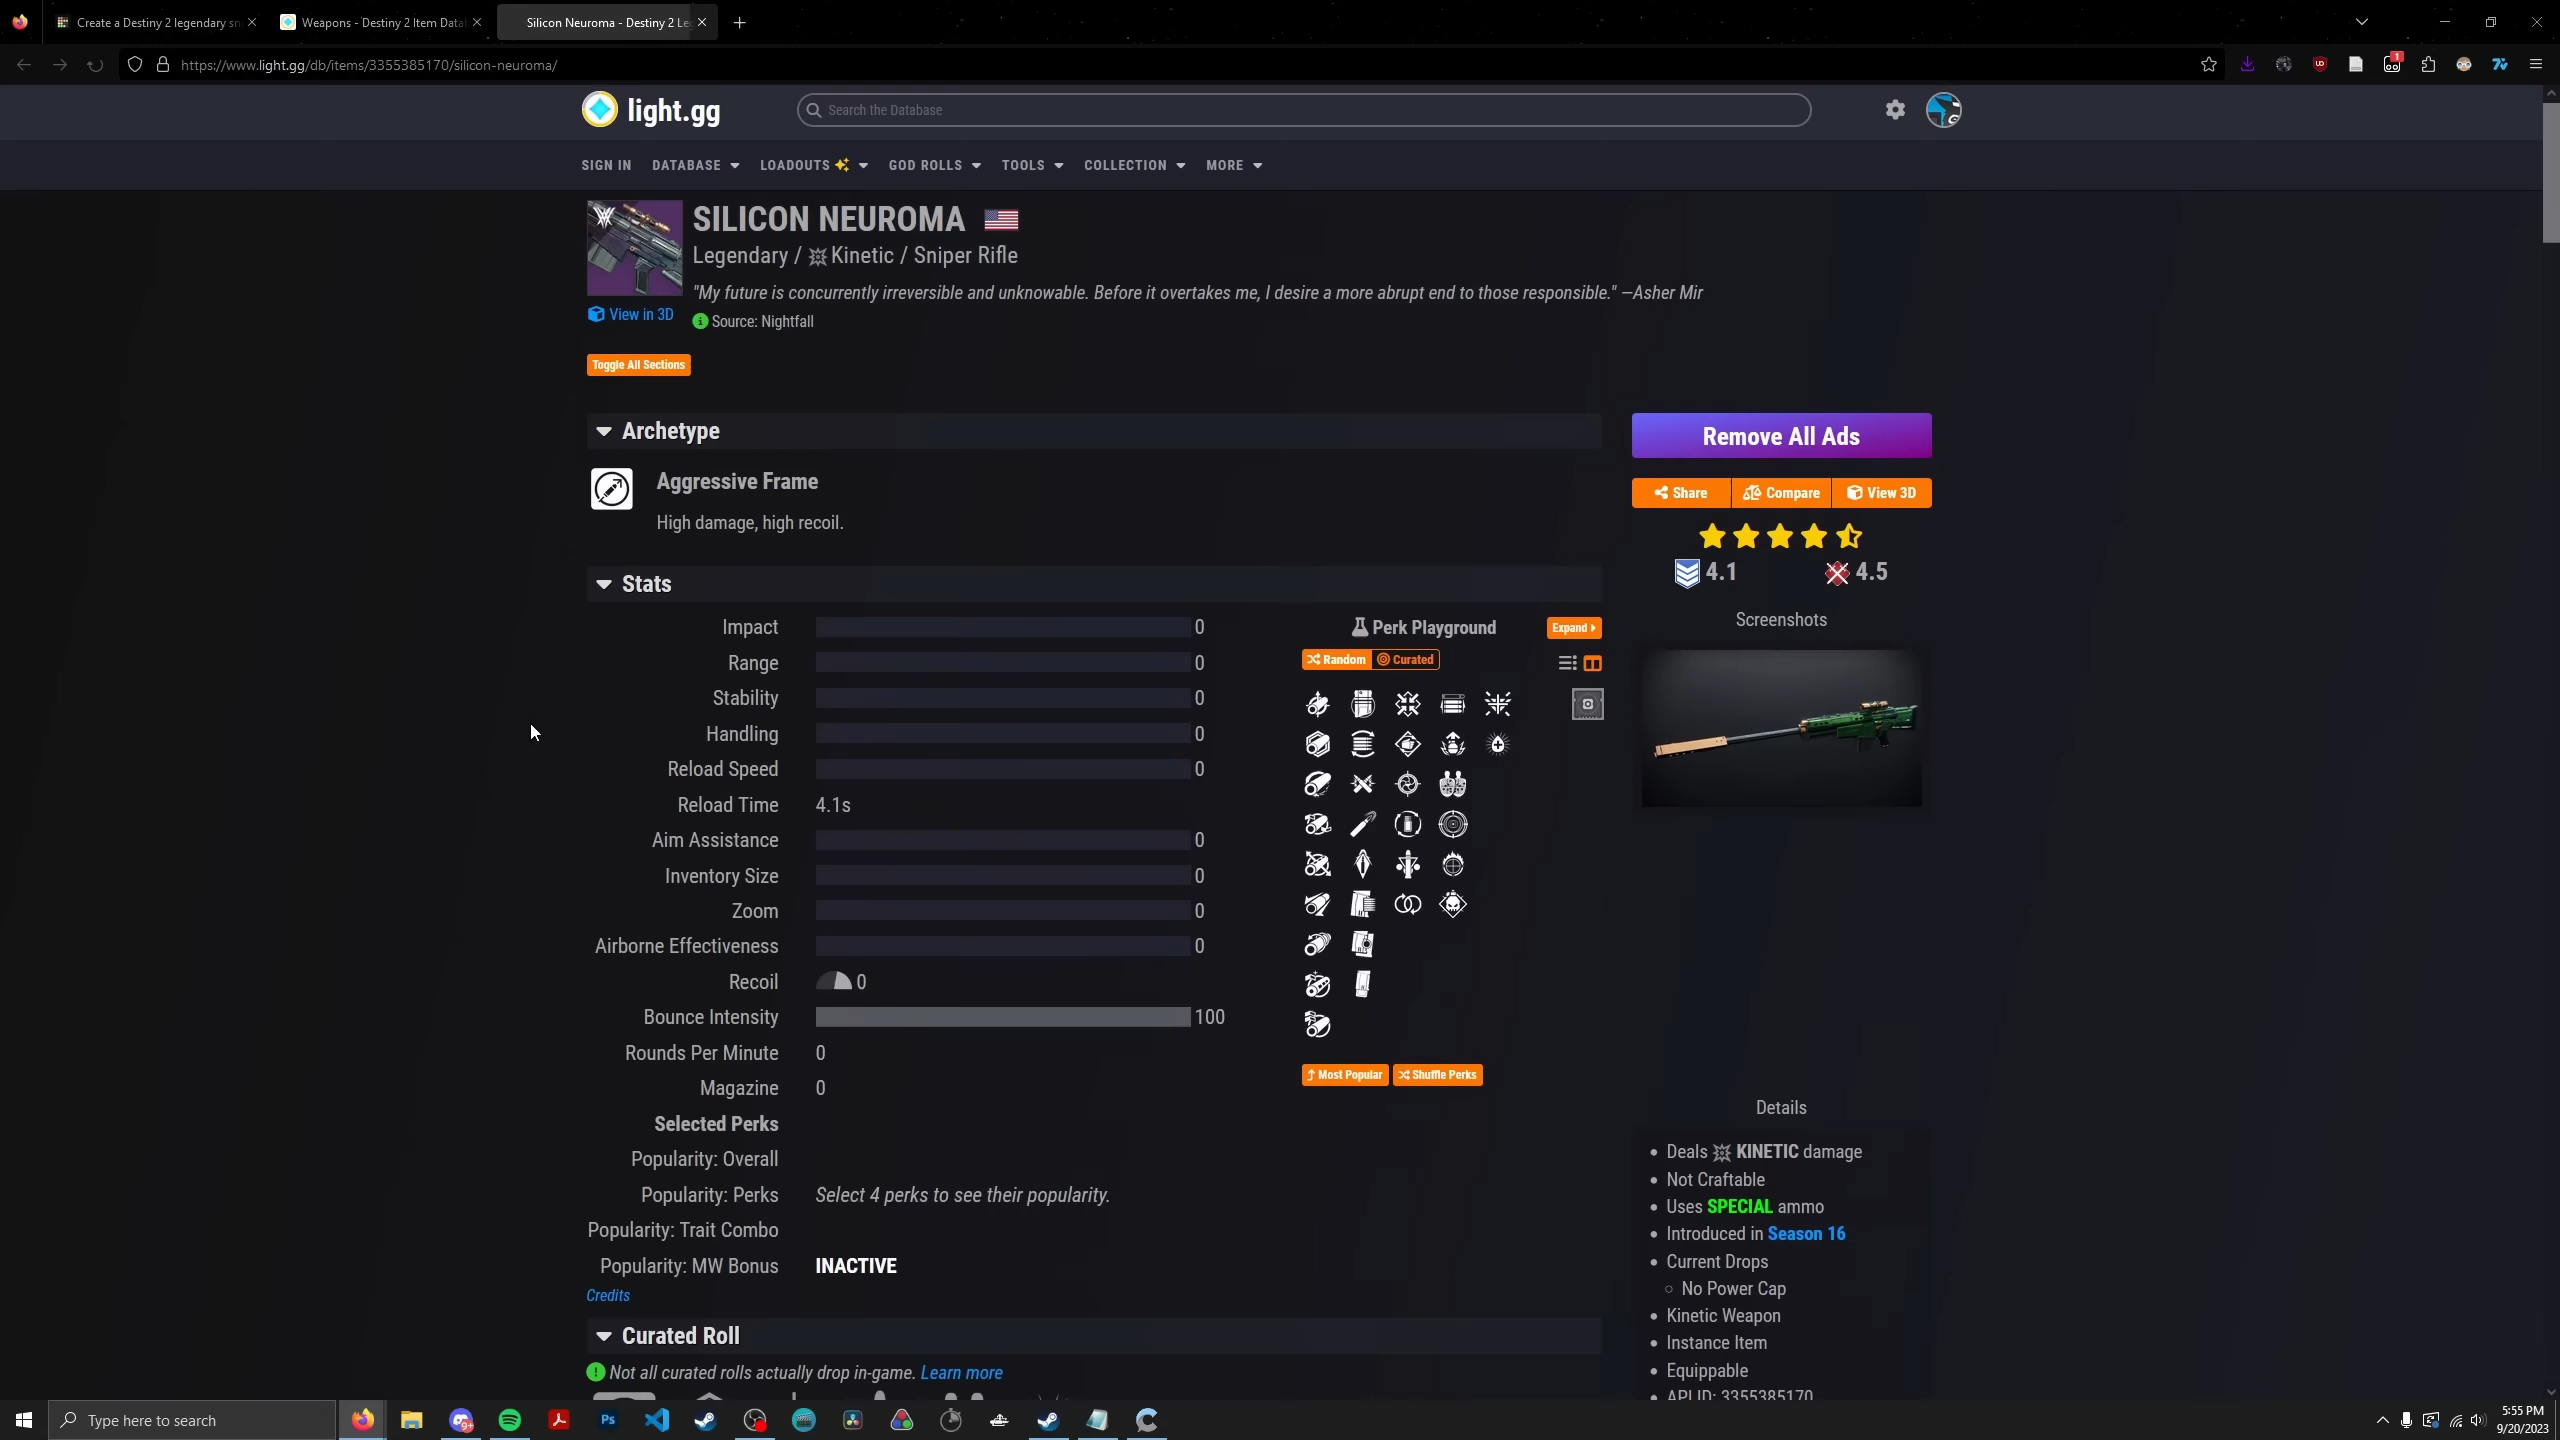 Create a Destiny 2 legendary sn
Weapons - Destiny 2 Item Data
Silicon Neuroma - Destiny 2 Le
https://www.light.gg/db/items/3355385170/silicon-neuroma/
light.gg
Search the Database
SIGN IN
DATABASE
LOADOUTS
GOD ROLLS
TOOLS
COLLECTION
MORE
SILICON NEUROMA
Legendary / Kinetic / Sniper Rifle
"My future is concurrently irreversible and unknowable. Before it overtakes me, I desire a more abrupt end to those responsible." —Asher Mir
View in 3D
Source: Nightfall
Toggle All Sections
Archetype
Aggressive Frame
High damage, high recoil.
Remove All Ads
Share
Compare
View 3D
4.1
4.5
Screenshots
Stats
Impact 0
Range 0
Stability 0
Handling 0
Reload Speed 0
Reload Time 4.1s
Aim Assistance 0
Inventory Size 0
Zoom 0
Airborne Effectiveness 0
Recoil 0
Bounce Intensity 100
Rounds Per Minute 0
Magazine 0
Selected Perks
Popularity: Overall
Popularity: Perks Select 4 perks to see their popularity.
Popularity: Trait Combo
Popularity: MW Bonus INACTIVE
Credits
Perk Playground
Expand
Random
Curated
Most Popular
Shuffle Perks
Details
Deals KINETIC damage
Not Craftable
Uses SPECIAL ammo
Introduced in Season 16
Current Drops
No Power Cap
Kinetic Weapon
Instance Item
Equippable
API ID: 3355385170
Curated Roll
Not all curated rolls actually drop in-game. Learn more
Type here to search
5:55 PM
9/20/2023